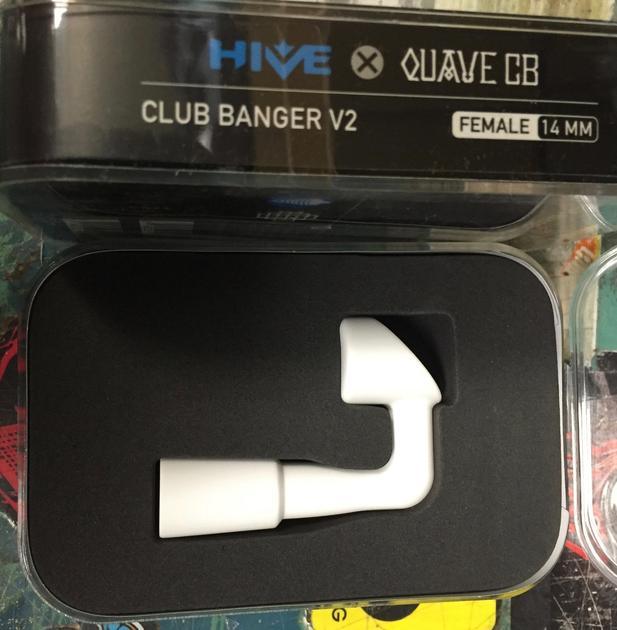 HIVE X QUAVE CB
CLUB BANGER V2
FEMALE 14 MM
G